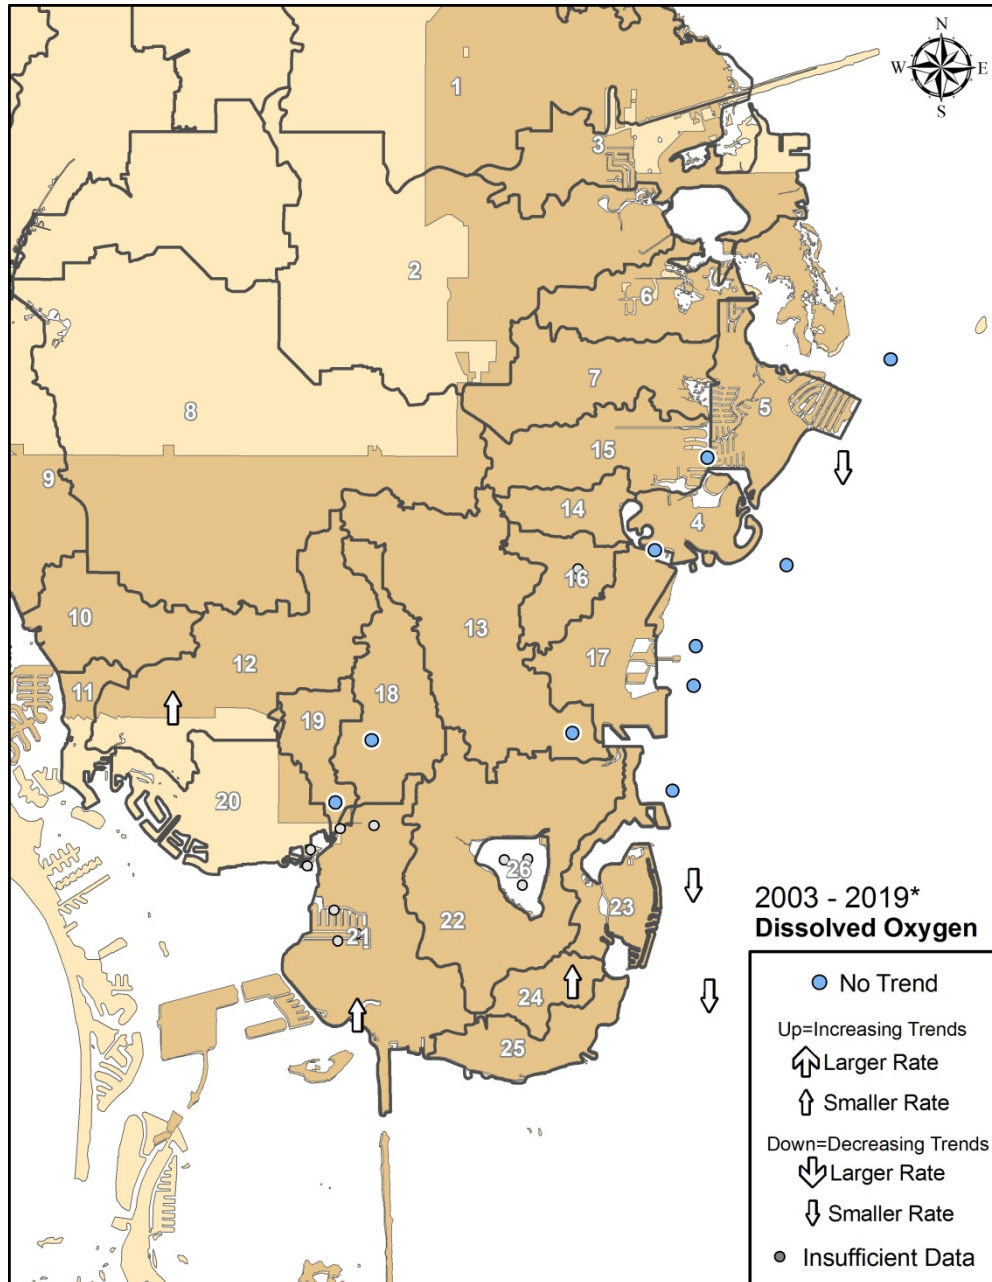 N
W E
S
1
3
2
6
7
5
8
15
9
14
4
16
10
13
17
12
11
18
19
20
26
23
22
21
24
25
2003 - 2019*
Dissolved Oxygen
No Trend
Up=Increasing Trends
Larger Rate
Smaller Rate
Down=Decreasing Trends
Larger Rate
Smaller Rate
Insufficient Data